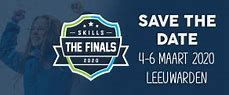 SKILLS
THE FINALS
2020
SAVE THE
DATE
4-6 MAART 2020
LEEUWARDEN